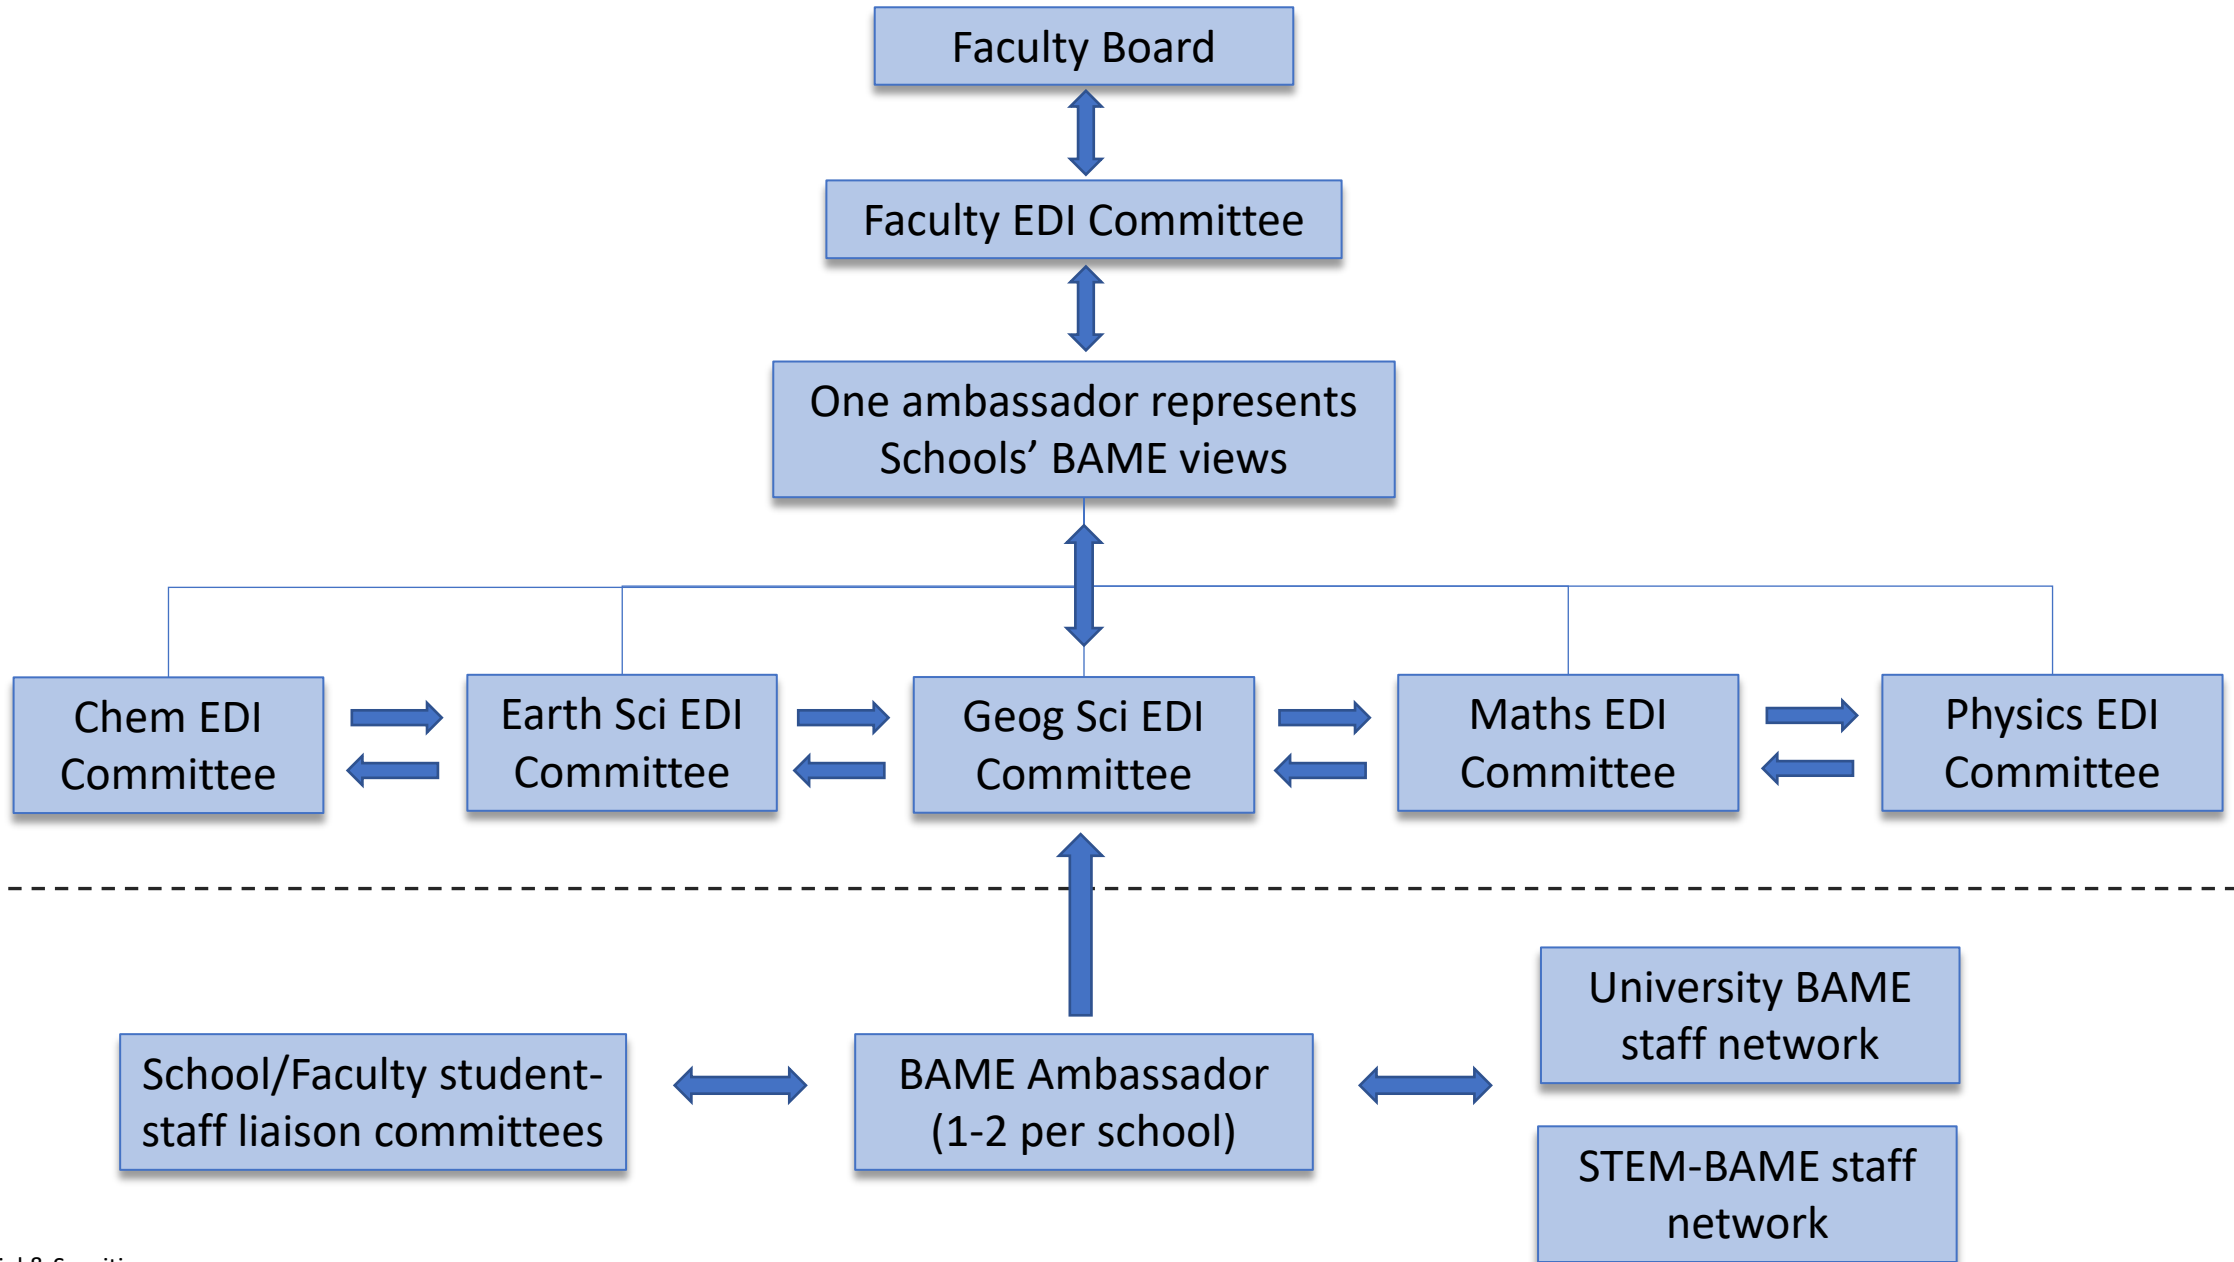 Faculty Board
Faculty EDI Committee
One ambassador represents
Schools’ BAME views
Chem EDI
Committee
Earth Sci EDI
Committee
Geog Sci EDI
Committee
Maths EDI
Committee
Physics EDI
Committee
School/Faculty student-
staff liaison committees
BAME Ambassador
(1-2 per school)
University BAME
staff network
STEM-BAME staff
network